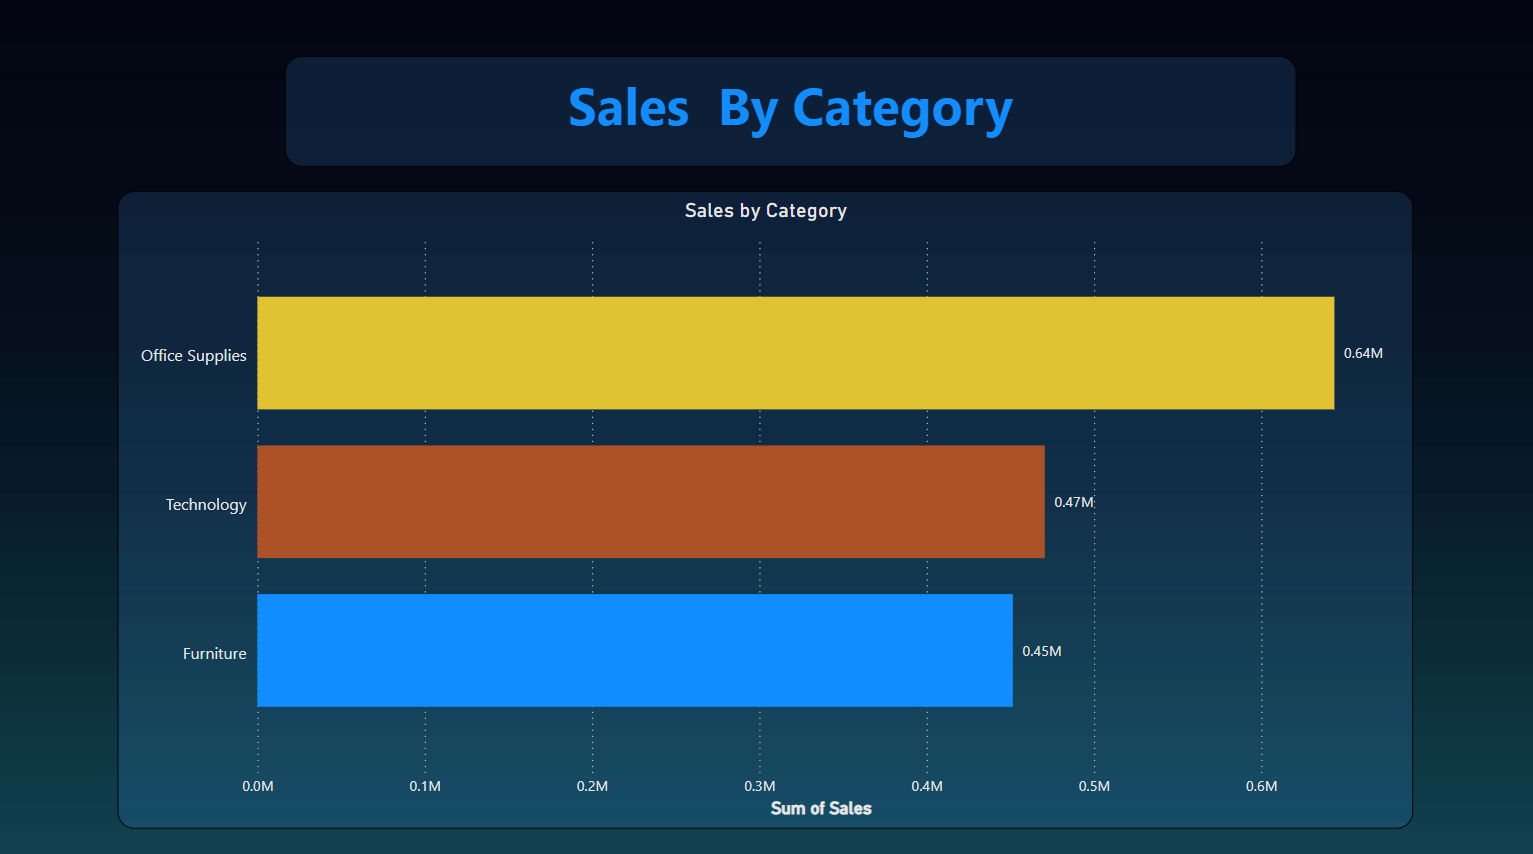 Sales  By Category
Sales by Category
Office Supplies
0.64M
Technology
0.47M
Furniture
0.45M
0.0M 0.1M 0.2M 0.3M 0.4M 0.5M 0.6M
Sum of Sales